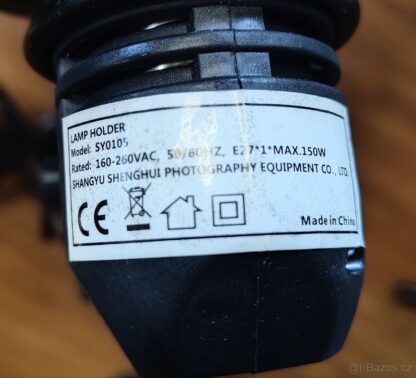 LAMP HOLDER
Model: SY0105
Rated: 160-260VAC, 50/60HZ, E27*1*MAX.150W
SHANGYU SHENGHUI PHOTOGRAPHY EQUIPMENT CO., LTD.
CE
Made in China
@ Bazos.cz